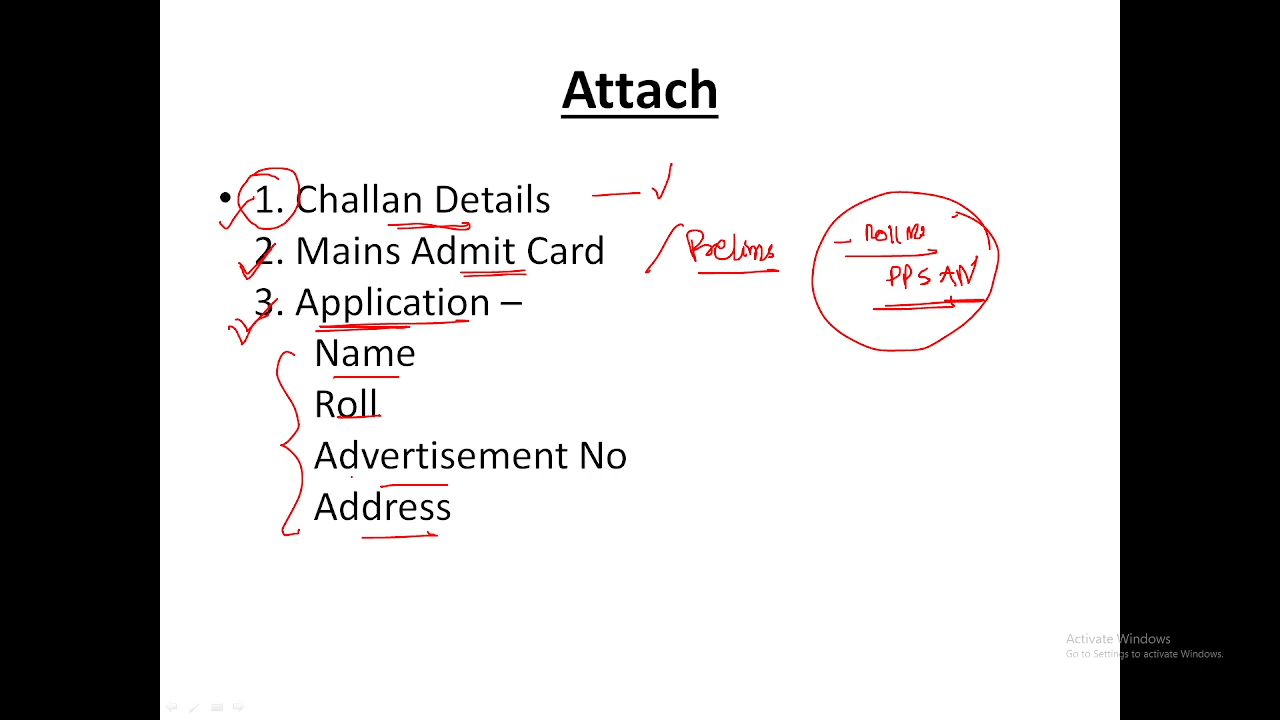 Attach
• 1. Challan Details
2. Mains Admit Card / Prelims
3. Application –
Name
Roll
Advertisement No
Address
Roll No
PPSAN
Activate Windows
Go to Settings to activate Windows.